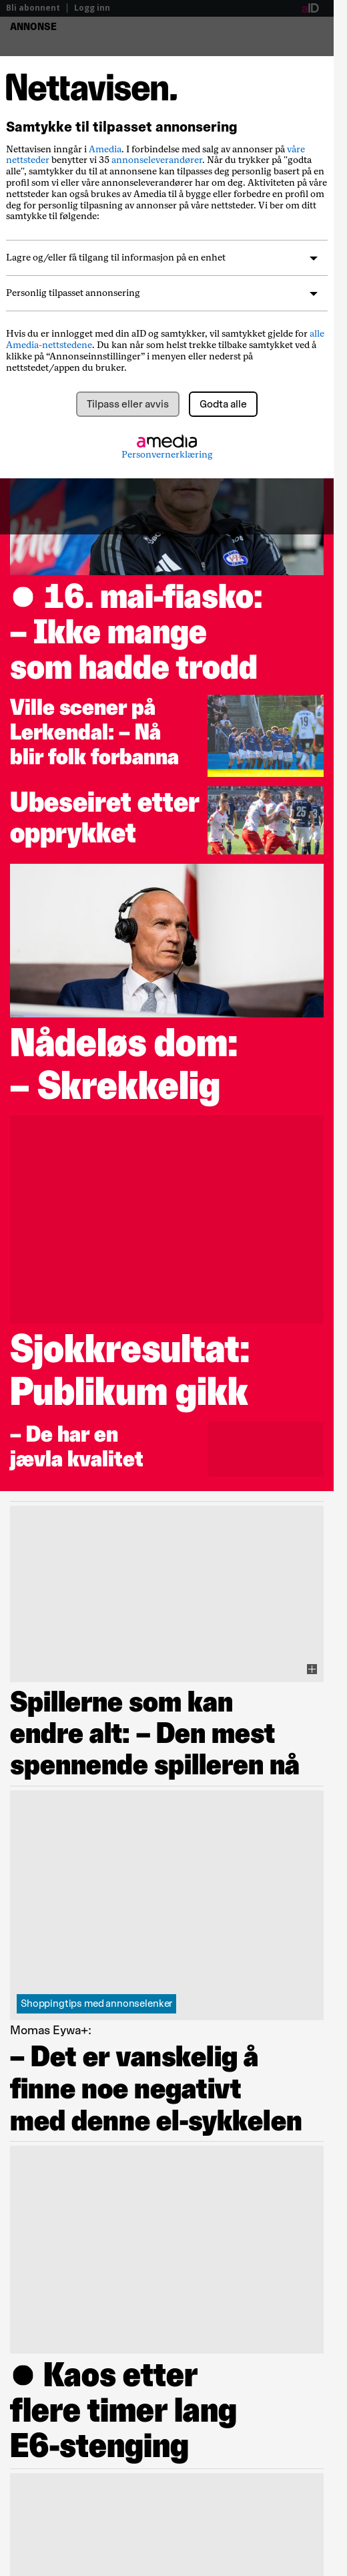 Bli abonnent | Logg inn
aID
ANNONSE
Nettavisen.
Samtykke til tilpasset annonsering
Nettavisen inngår i Amedia. I forbindelse med salg av annonser på våre
nettsteder benytter vi 35 annonseleverandører. Når du trykker på "godta
alle", samtykker du til at annonsene kan tilpasses deg personlig basert på en
profil som vi eller våre annonseleverandører har om deg. Aktiviteten på våre
nettsteder kan også brukes av Amedia til å bygge eller forbedre en profil om
deg for personlig tilpasning av annonser på våre nettsteder. Vi ber om ditt
samtykke til følgende:
Lagre og/eller få tilgang til informasjon på en enhet
Personlig tilpasset annonsering
Hvis du er innlogget med din aID og samtykker, vil samtykket gjelde for alle
Amedia-nettstedene. Du kan når som helst trekke tilbake samtykket ved å
klikke på “Annonseinnstillinger” i menyen eller nederst på
nettstedet/appen du bruker.
Tilpass eller avvis
Godta alle
amedia
Personvernerklæring
● 16. mai-fiasko:
– Ikke mange
som hadde trodd
Ville scener på
Lerkendal: – Nå
blir folk forbanna
Ubeseiret etter
opprykket
Nådeløs dom:
– Skrekkelig
Sjokkresultat:
Publikum gikk
– De har en
jævla kvalitet
Spillerne som kan
endre alt: – Den mest
spennende spilleren nå
Shoppingtips med annonselenker
Momas Eywa+:
– Det er vanskelig å
finne noe negativt
med denne el-sykkelen
● Kaos etter
flere timer lang
E6-stenging